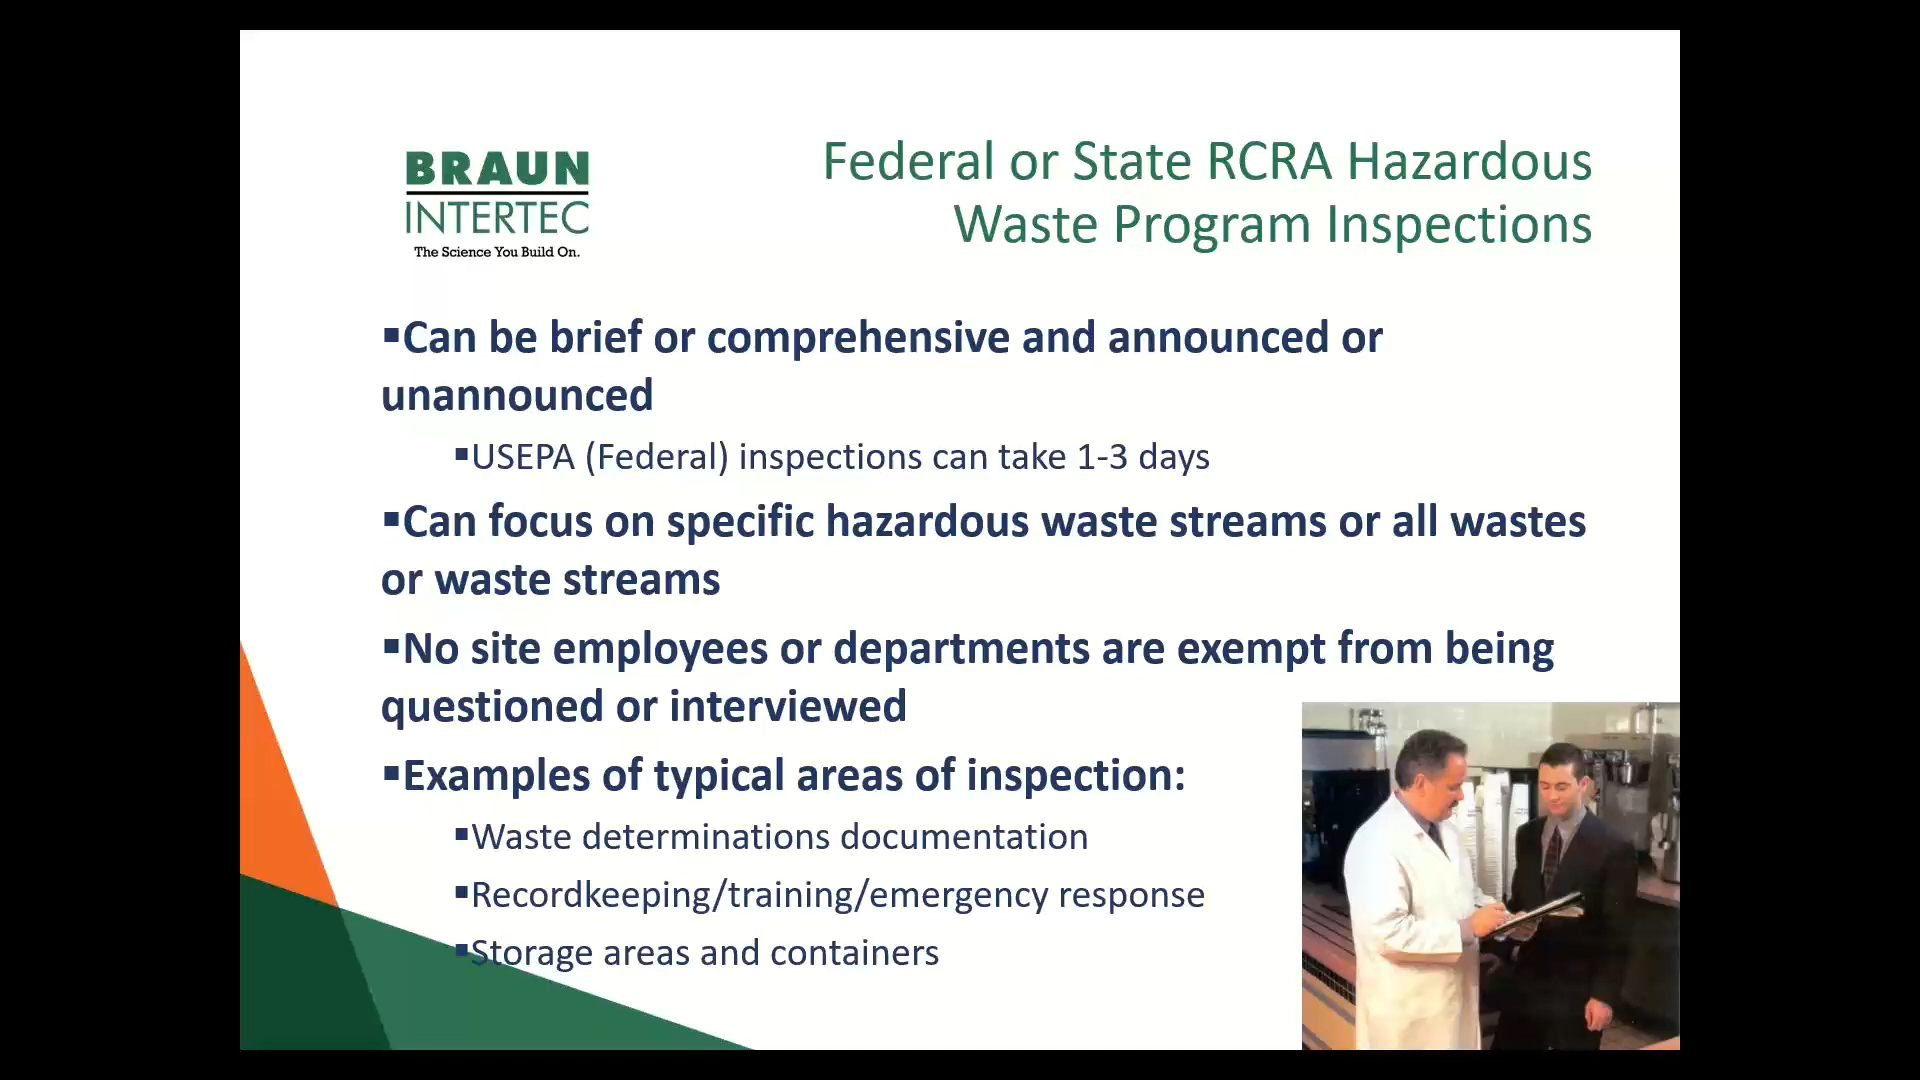 BRAUN
INTERTEC
The Science You Build On.
Federal or State RCRA Hazardous
Waste Program Inspections
▪Can be brief or comprehensive and announced or
unannounced
▪USEPA (Federal) inspections can take 1-3 days
▪Can focus on specific hazardous waste streams or all wastes
or waste streams
▪No site employees or departments are exempt from being
questioned or interviewed
▪Examples of typical areas of inspection:
▪Waste determinations documentation
▪Recordkeeping/training/emergency response
▪Storage areas and containers